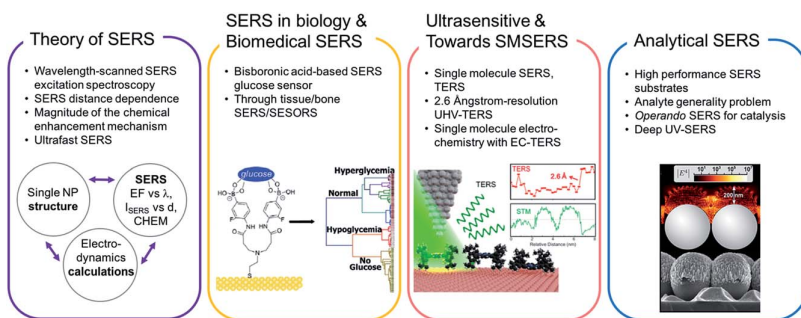 Theory of SERS
• Wavelength-scanned SERS
excitation spectroscopy
• SERS distance dependence
• Magnitude of the chemical
enhancement mechanism
• Ultrafast SERS
Single NP
structure
SERS
EF vs λ,
ISERS vs d,
CHEM
Electro-
dynamics
calculations
SERS in biology &
Biomedical SERS
• Bisboronic acid-based SERS
glucose sensor
• Through tissue/bone
SERS/SESORS
glucose
HO
B
O
O
B
OH
F
F
NH
HN
O
O
N
S
Hyperglycemia
Normal
Hypoglycemia
No
Glucose
Ultrasensitive &
Towards SMSERS
• Single molecule SERS,
TERS
• 2.6 Ångstrom-resolution
UHV-TERS
• Single molecule electro-
chemistry with EC-TERS
TERS
TERS
2.6 Å
STM
Relative Distance (nm)
Analytical SERS
• High performance SERS
substrates
• Analyte generality problem
• Operando SERS for catalysis
• Deep UV-SERS
200 nm